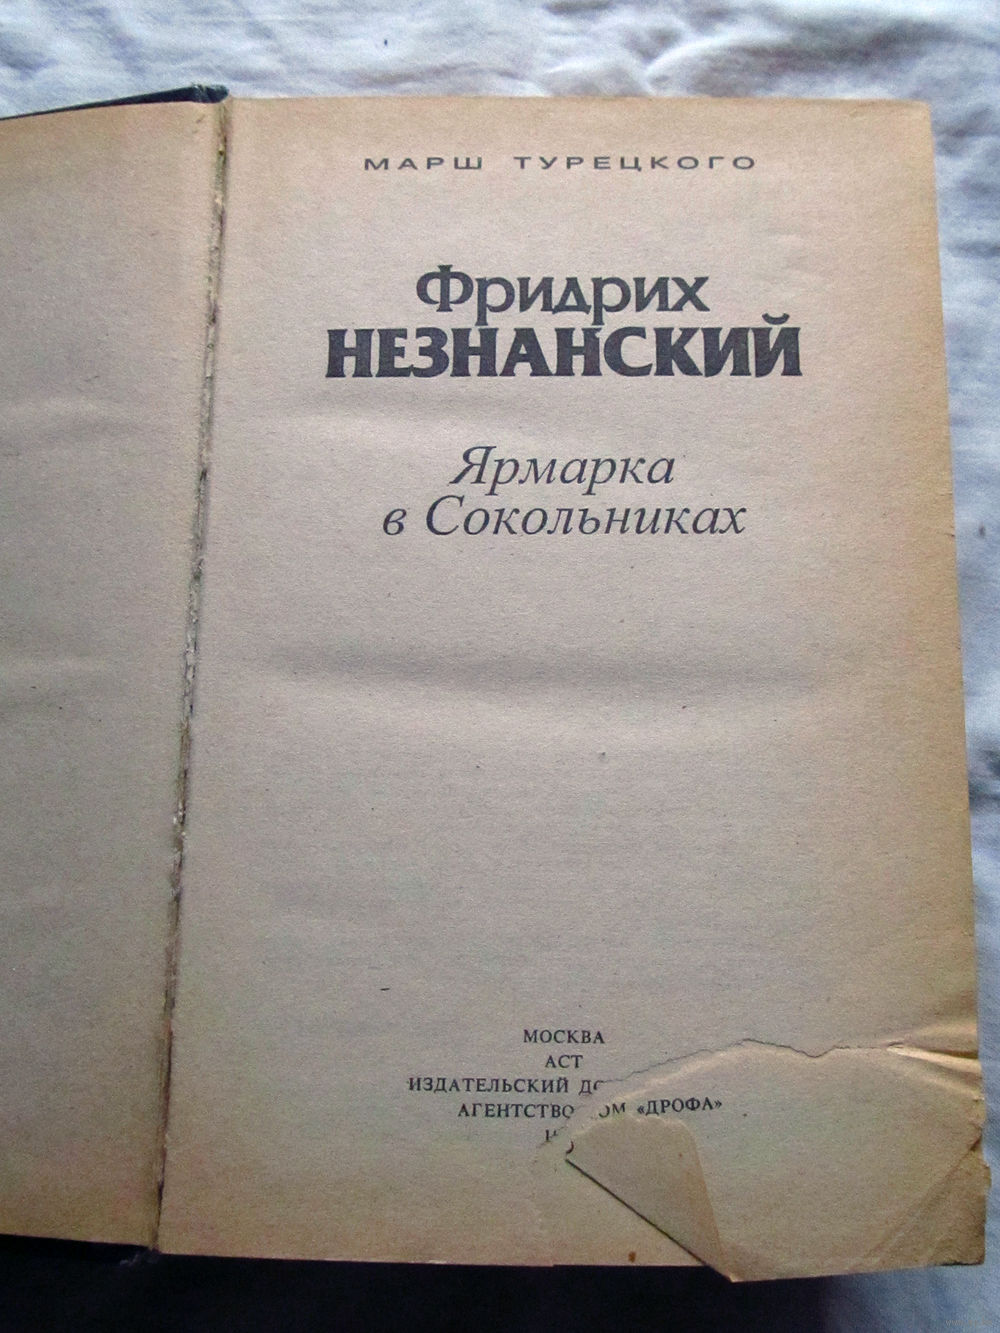 МАРШ ТУРЕЦКОГО
Фридрих
НЕЗНАНСКИЙ
Ярмарка
в Сокольниках
МОСКВА
АСТ
ИЗДАТЕЛЬСКИЙ
АГЕНТСТВО «ДРОФА»